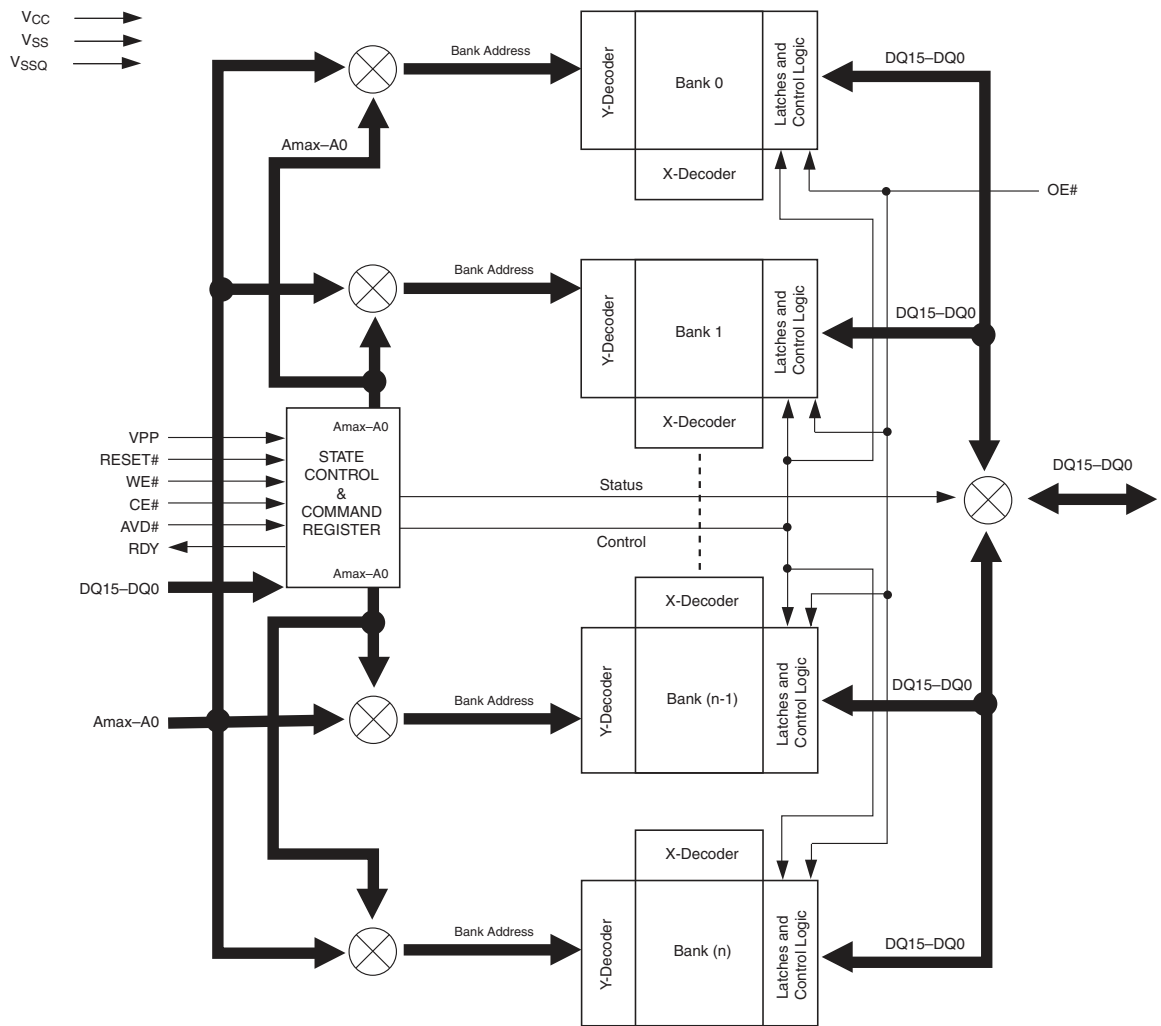 VCC
VSS
VSSQ
Bank Address
Y-Decoder
Bank 0
Latches and
Control Logic
DQ15–DQ0
X-Decoder
Amax–A0
OE#
Bank Address
Y-Decoder
Bank 1
Latches and
Control Logic
DQ15–DQ0
X-Decoder
VPP
RESET#
WE#
CE#
AVD#
RDY
DQ15–DQ0
Amax–A0
STATE
CONTROL
&
COMMAND
REGISTER
Amax–A0
Status
Control
DQ15–DQ0
X-Decoder
Amax–A0
Bank Address
Y-Decoder
Bank (n-1)
Latches and
Control Logic
DQ15–DQ0
X-Decoder
Bank Address
Y-Decoder
Bank (n)
Latches and
Control Logic
DQ15–DQ0